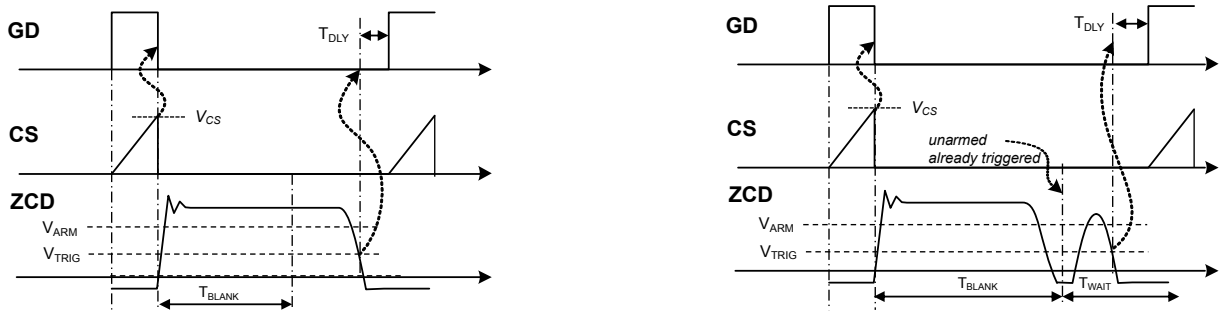 GD
T_DLY
V_CS
CS
ZCD
V_ARM
V_TRIG
T_BLANK
GD
T_DLY
V_CS
CS
unarmed
already triggered
ZCD
V_ARM
V_TRIG
T_BLANK
T_WAIT